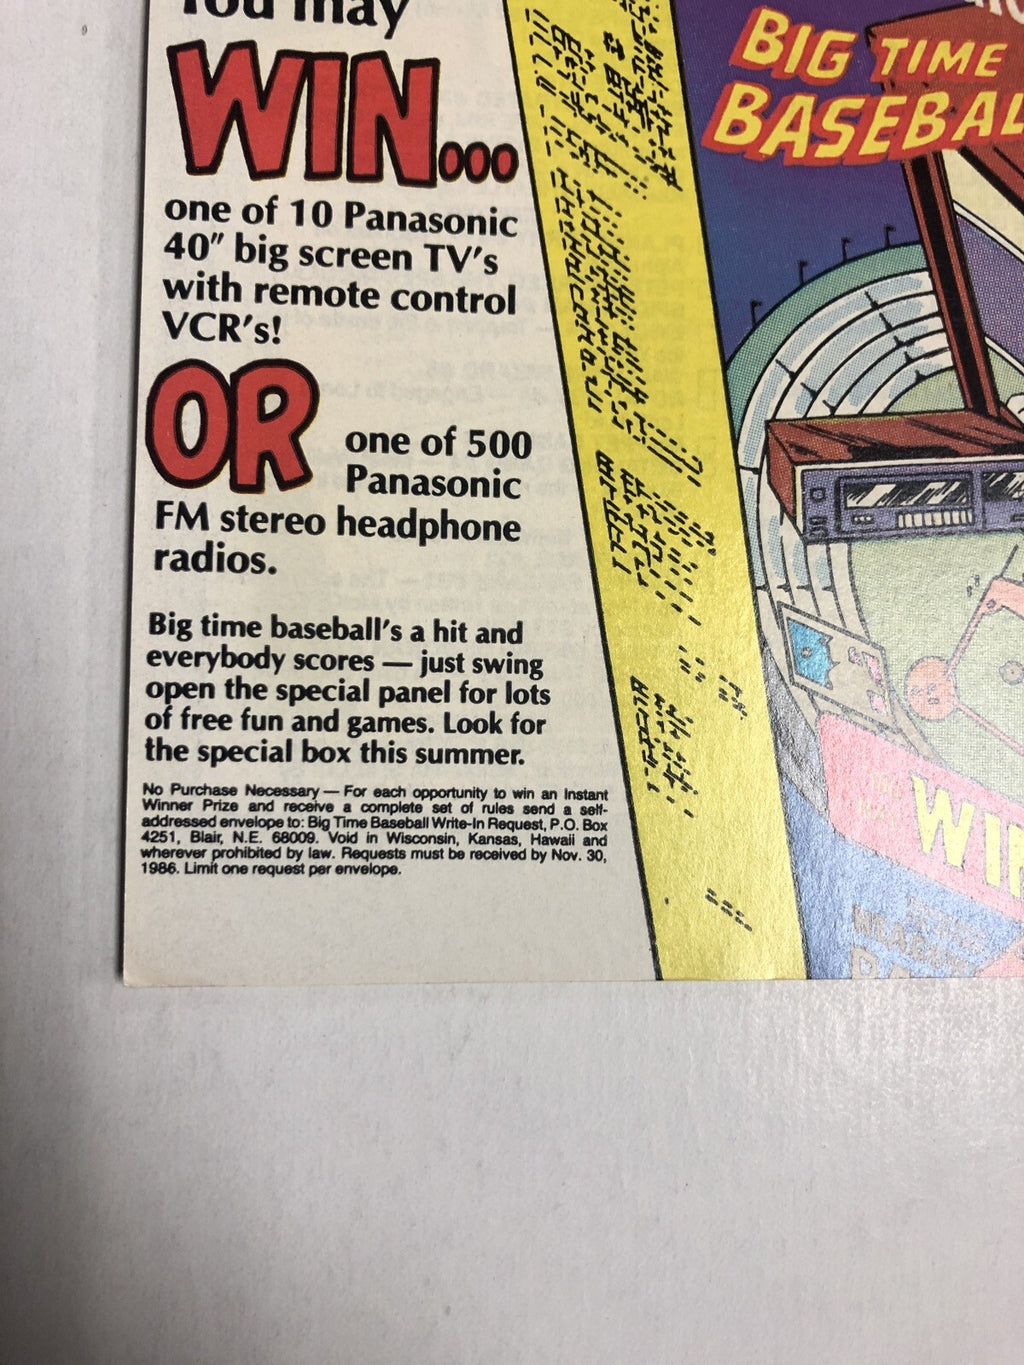 You may
WIN...
one of 10 Panasonic
40" big screen TV's
with remote control
VCR's!
OR one of 500
Panasonic
FM stereo headphone
radios.
Big time baseball's a hit and
everybody scores — just swing
open the special panel for lots
of free fun and games. Look for
the special box this summer.
No Purchase Necessary — For each opportunity to win an Instant
Winner Prize and receive a complete set of rules send a self-
addressed envelope to: Big Time Baseball Write-In Request, P.O. Box
4251, Blair, N.E. 68009. Void in Wisconsin, Kansas, Hawaii and
wherever prohibited by law. Requests must be received by Nov. 30,
1986. Limit one request per envelope.
BIG TIME
BASEBAL
WIN